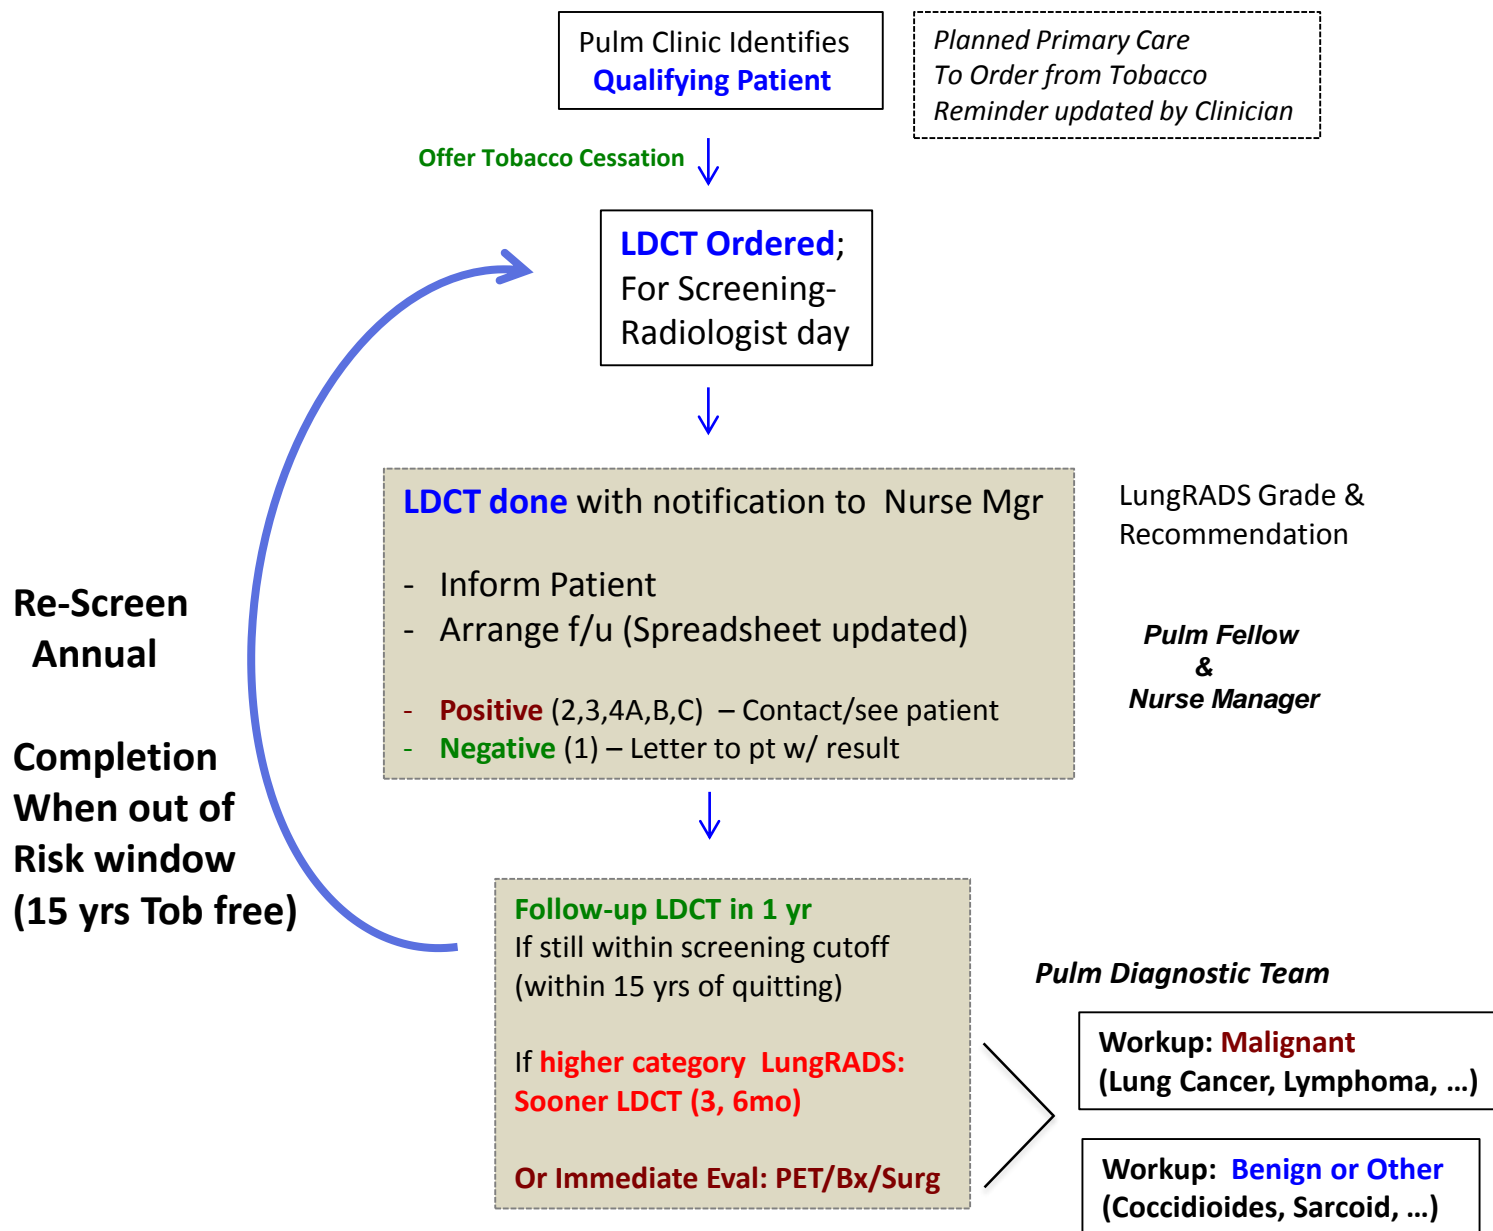 Pulm Clinic Identifies
Qualifying Patient
Planned Primary Care
To Order from Tobacco
Reminder updated by Clinician
Offer Tobacco Cessation
LDCT Ordered;
For Screening-
Radiologist day
LDCT done with notification to Nurse Mgr
- Inform Patient
- Arrange f/u (Spreadsheet updated)
- Positive (2,3,4A,B,C) – Contact/see patient
- Negative (1) – Letter to pt w/ result
LungRADS Grade &
Recommendation
Pulm Fellow
&
Nurse Manager
Re-Screen
Annual
Completion
When out of
Risk window
(15 yrs Tob free)
Follow-up LDCT in 1 yr
If still within screening cutoff
(within 15 yrs of quitting)
If higher category LungRADS:
Sooner LDCT (3, 6mo)
Or Immediate Eval: PET/Bx/Surg
Pulm Diagnostic Team
Workup: Malignant
(Lung Cancer, Lymphoma, …)
Workup: Benign or Other
(Coccidioides, Sarcoid, …)